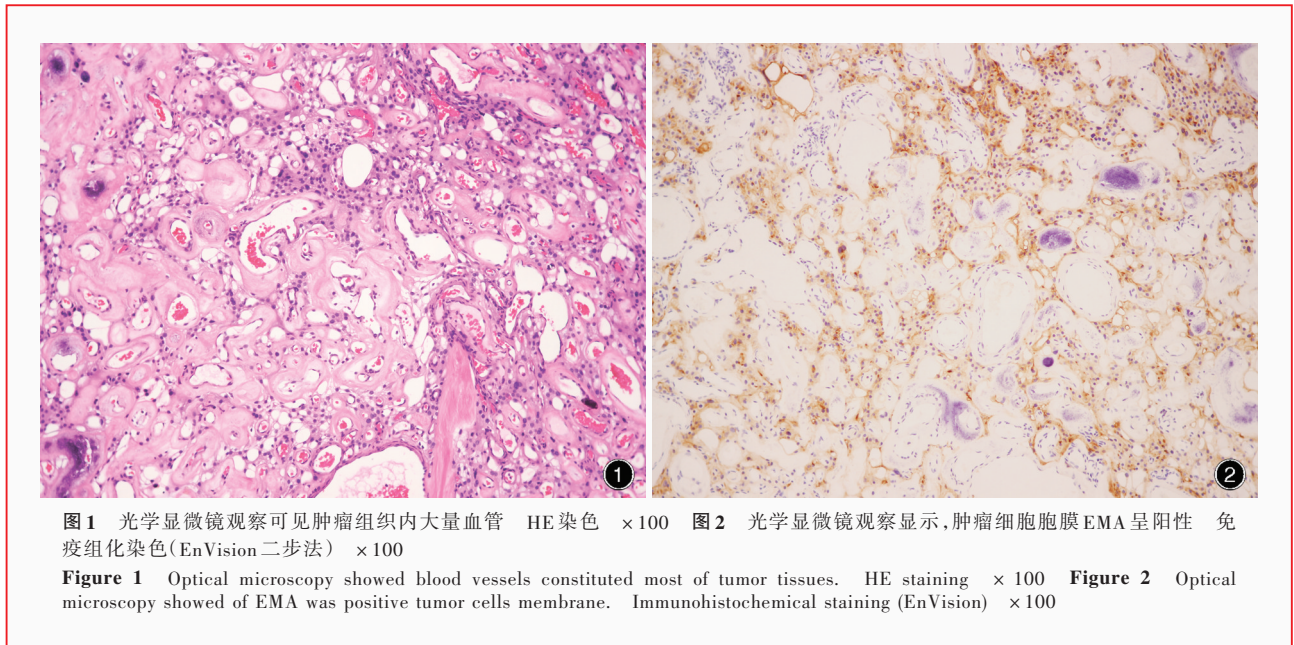 1
2
图1 光学显微镜观察可见肿瘤组织内大量血管 HE染色 ×100 图2 光学显微镜观察显示,肿瘤细胞胞膜EMA呈阳性 免
疫组化染色(EnVision二步法) ×100
Figure 1 Optical microscopy showed blood vessels constituted most of tumor tissues. HE staining × 100 Figure 2 Optical
microscopy showed of EMA was positive tumor cells membrane. Immunohistochemical staining (EnVision) ×100